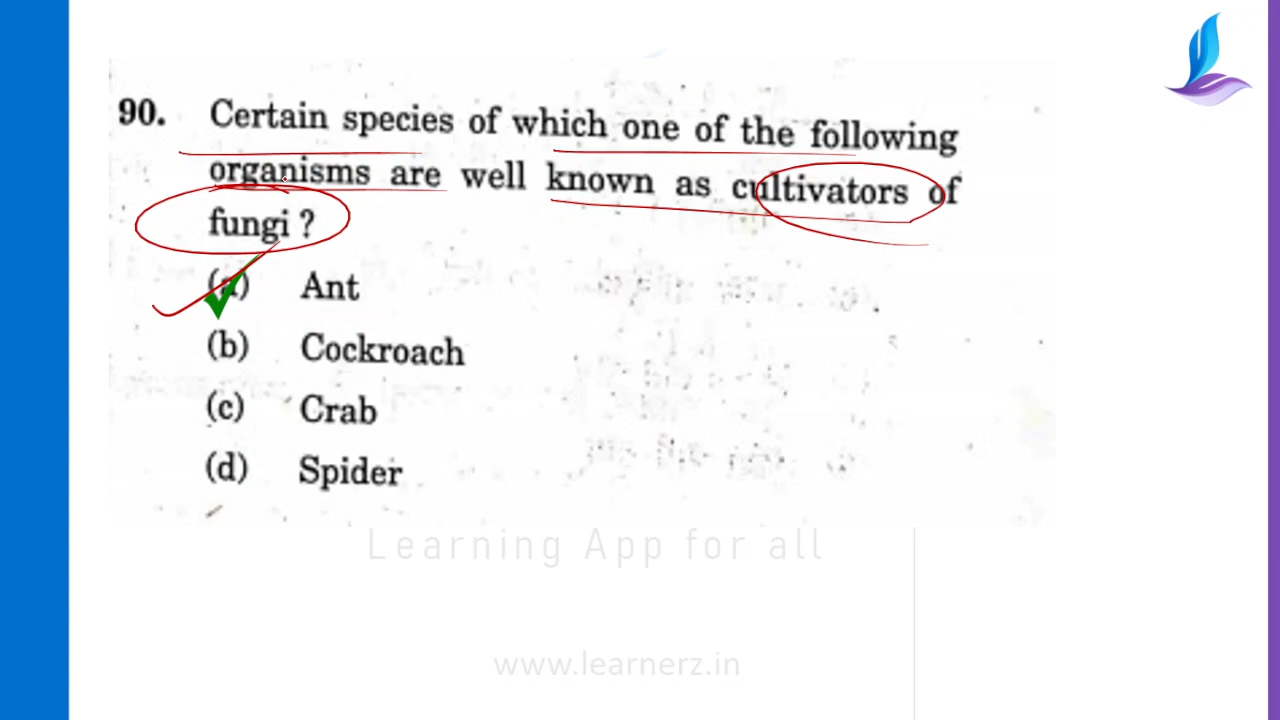 90. Certain species of which one of the following
organisms are well known as cultivators of
fungi ?
(a) Ant
(b) Cockroach
(c) Crab
(d) Spider
Learning App for all
www.learnerz.in